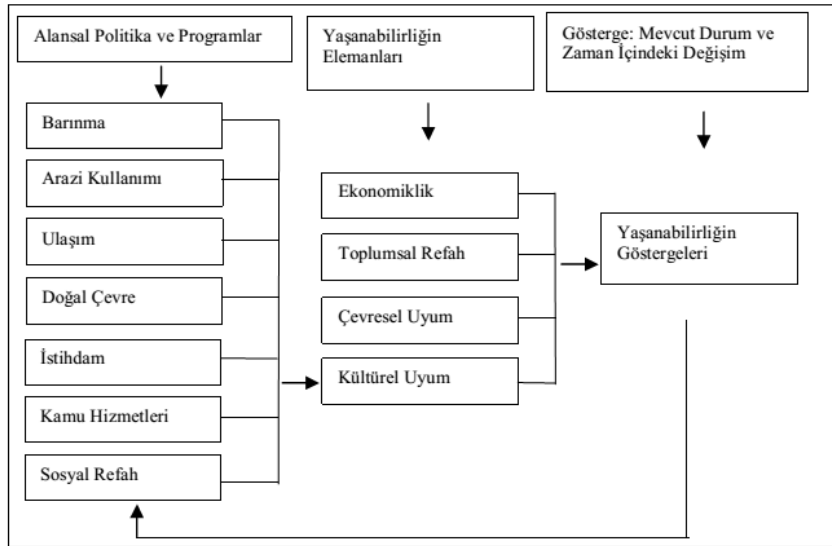 Alansal Politika ve Programlar
Yaşanabilirliğin
Elemanları
Gösterge: Mevcut Durum ve
Zaman İçindeki Değişim
Barınma
Arazi Kullanımı
Ulaşım
Doğal Çevre
İstihdam
Kamu Hizmetleri
Sosyal Refah
Ekonomiklik
Toplumsal Refah
Çevresel Uyum
Kültürel Uyum
Yaşanabilirliğin
Göstergeleri